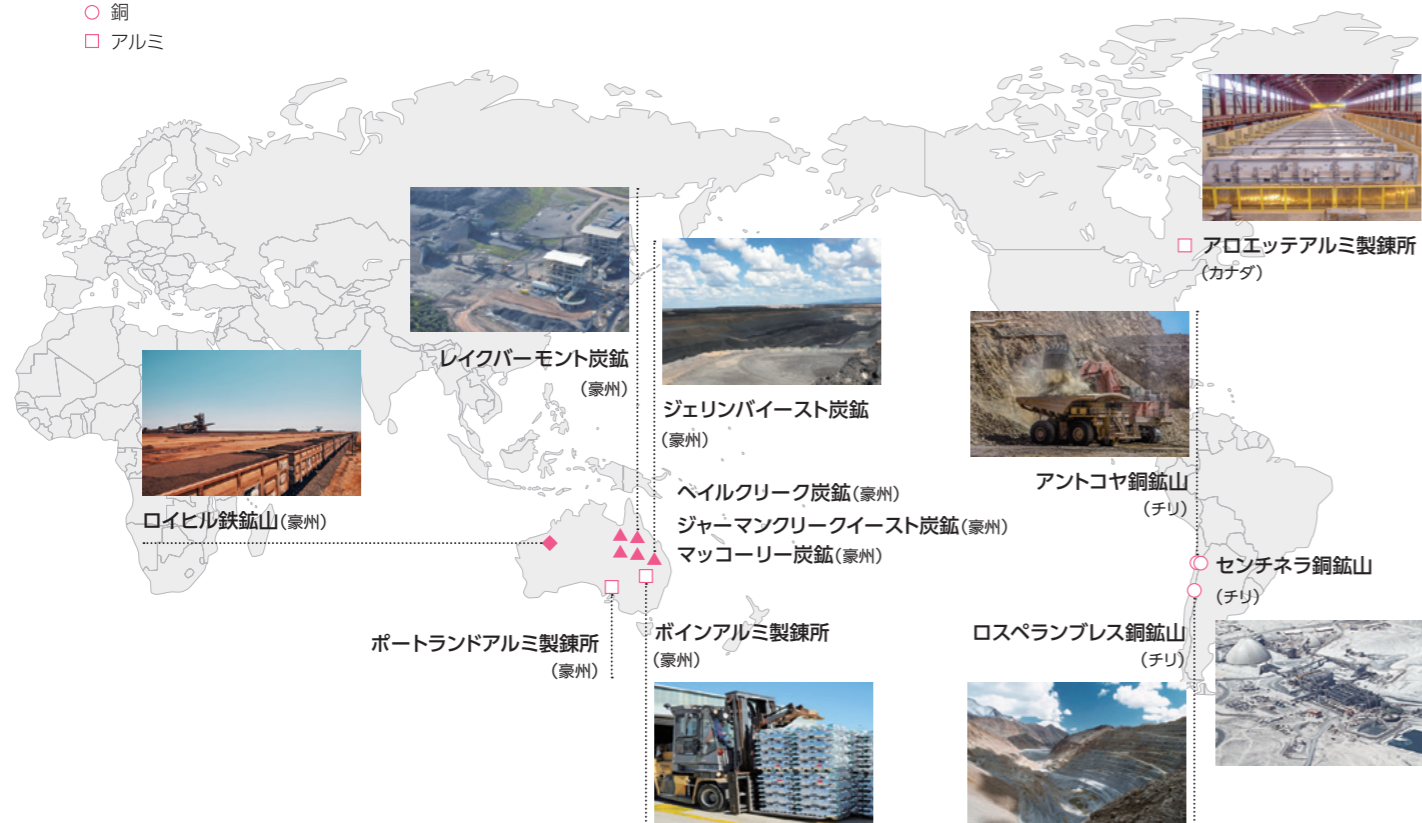 銅
アルミ
アロエッテアルミ製錬所
(カナダ)
レイクバーモント炭鉱
(豪州)
ジェリンバイースト炭鉱
(豪州)
アントコヤ銅鉱山
(チリ)
ヘイルクリーク炭鉱(豪州)
ロイヒル鉄鉱山(豪州)
ジャーマンクリークイースト炭鉱(豪州)
マッコーリー炭鉱(豪州)
センチネラ銅鉱山
(チリ)
ポートランドアルミ製錬所
(豪州)
ボインアルミ製錬所
(豪州)
ロスペランブレス銅鉱山
(チリ)